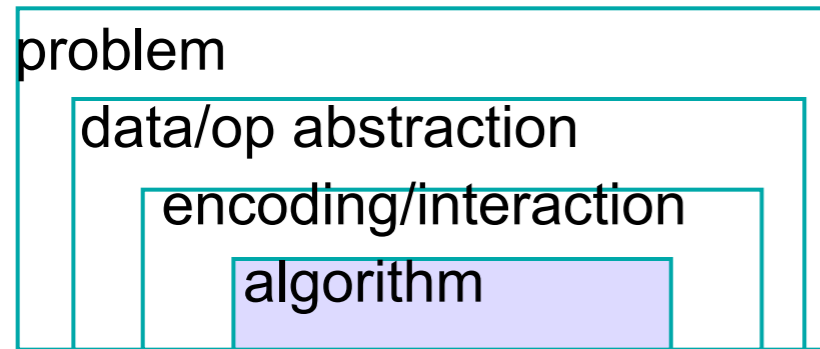 problem
data/op abstraction
encoding/interaction
algorithm